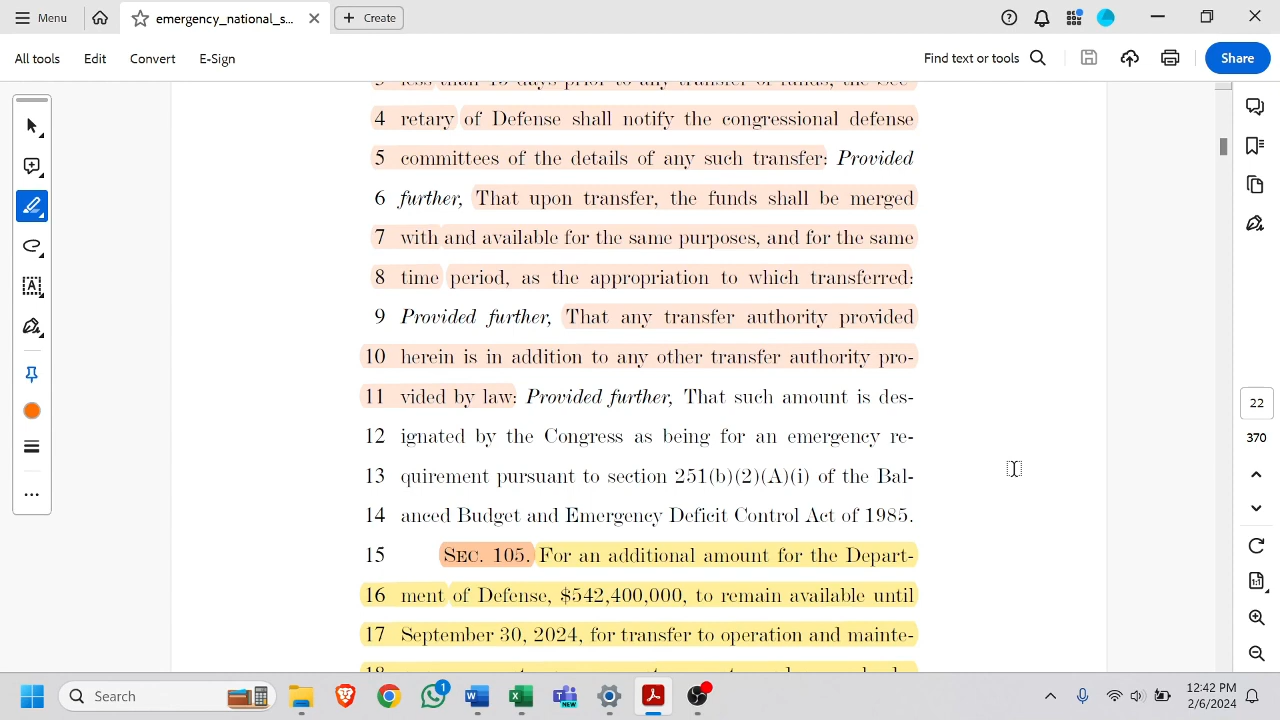 Menu
emergency_national_s...
Create
All tools
Edit
Convert
E-Sign
Find text or tools
Share
4 retary of Defense shall notify the congressional defense
5 committees of the details of any such transfer: Provided
6 further, That upon transfer, the funds shall be merged
7 with and available for the same purposes, and for the same
8 time period, as the appropriation to which transferred:
9 Provided further, That any transfer authority provided
10 herein is in addition to any other transfer authority pro-
11 vided by law: Provided further, That such amount is des-
12 ignated by the Congress as being for an emergency re-
13 quirement pursuant to section 251(b)(2)(A)(i) of the Bal-
14 anced Budget and Emergency Deficit Control Act of 1985.
15 SEC. 105. For an additional amount for the Depart-
16 ment of Defense, $542,400,000, to remain available until
17 September 30, 2024, for transfer to operation and mainte-
22
370
Search
1
NEW
12:42 PM
2/6/2024